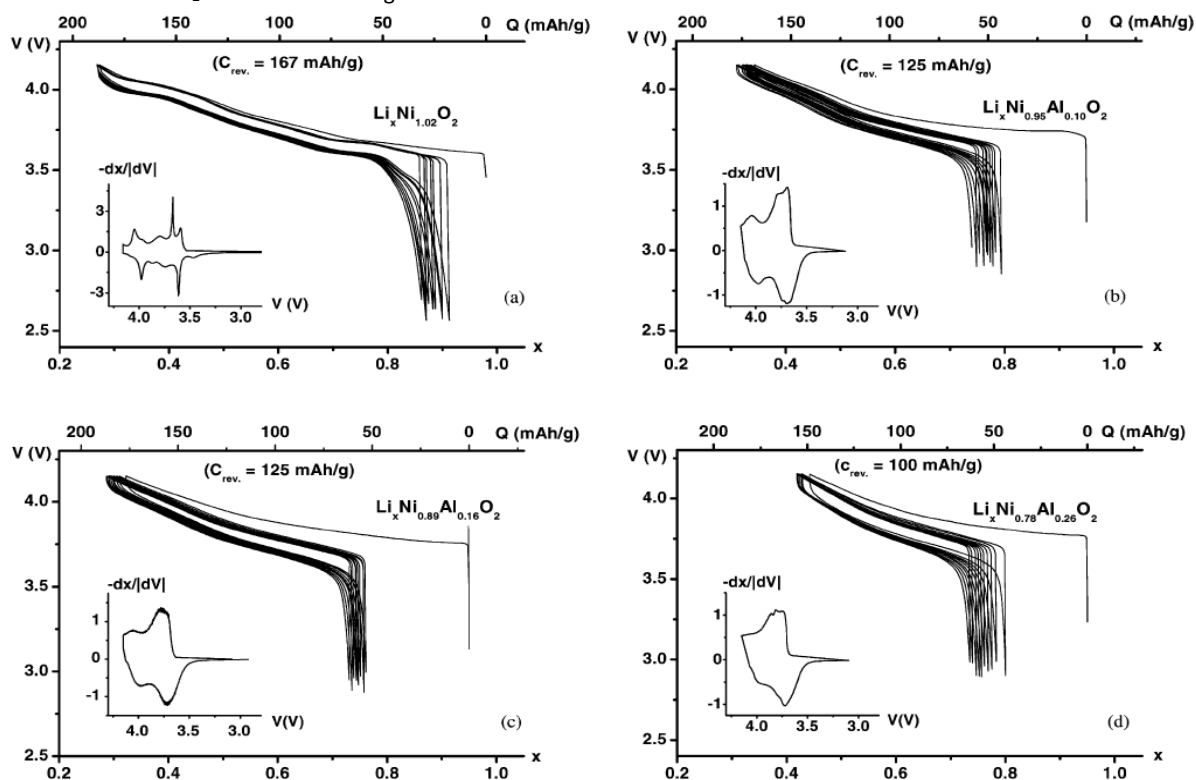 200 150 100 50 0 Q (mAh/g)
V (V)
(C_rev. = 167 mAh/g)
4.0
Li_xNi_1.02O_2
3.5
-dx/|dV|
3
3.0
0
-3
4.0 3.5 3.0
V (V)
(a)
2.5
x
0.2 0.4 0.6 0.8 1.0
200 150 100 50 0 Q (mAh/g)
V (V)
(C_rev. = 125 mAh/g)
4.0
Li_xNi_0.95Al_0.10O_2
3.5
-dx/|dV|
1
3.0
0
-1
4.0 3.5 3.0
V(V)
(b)
2.5
x
0.2 0.4 0.6 0.8 1.0
200 150 100 50 0 Q (mAh/g)
V (V)
(C_rev. = 125 mAh/g)
4.0
Li_xNi_0.89Al_0.16O_2
3.5
-dx/|dV|
1
3.0
0
-1
4.0 3.5 3.0
V(V)
(c)
2.5
x
0.2 0.4 0.6 0.8 1.0
200 150 100 50 0 Q (mAh/g)
V (V)
(c_rev = 100 mAh/g)
4.0
Li_xNi_0.78Al_0.26O_2
3.5
-dx/|dV|
1
3.0
0
-1
4.0 3.5 3.0
V(V)
(d)
2.5
x
0.2 0.4 0.6 0.8 1.0